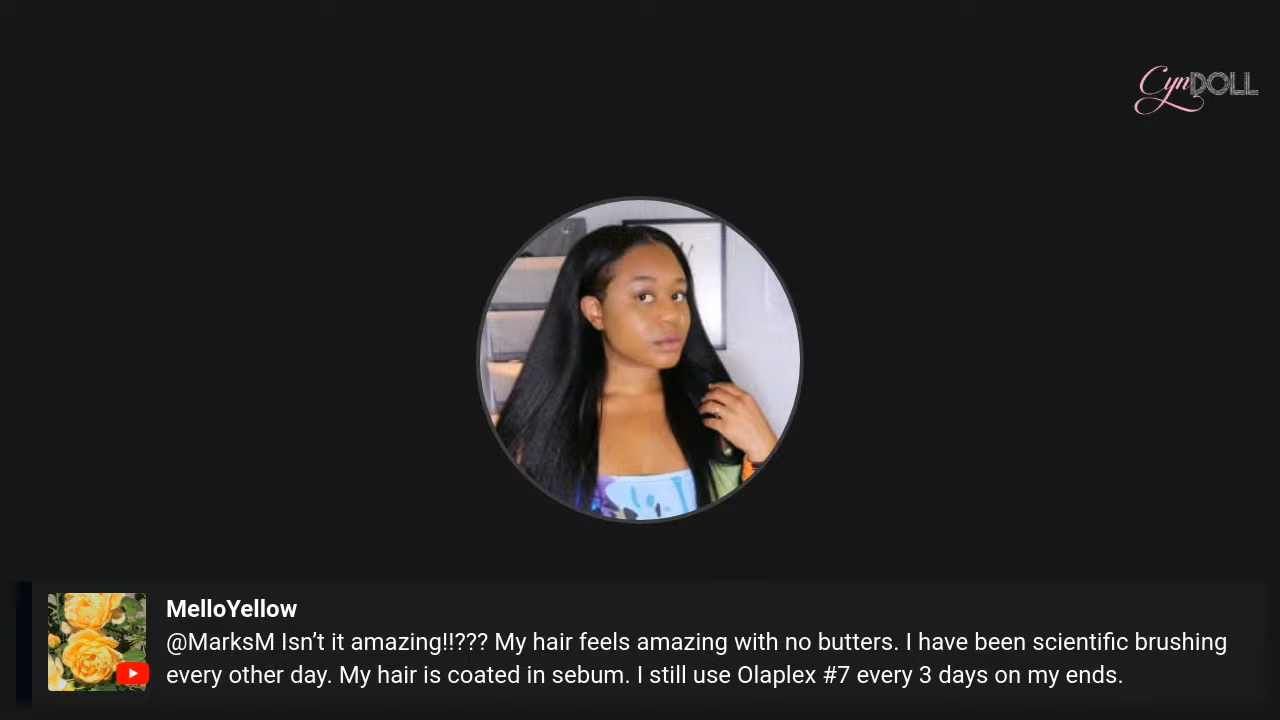 CynDOLL
MelloYellow
@MarksM Isn’t it amazing!!??? My hair feels amazing with no butters. I have been scientific brushing
every other day. My hair is coated in sebum. I still use Olaplex #7 every 3 days on my ends.